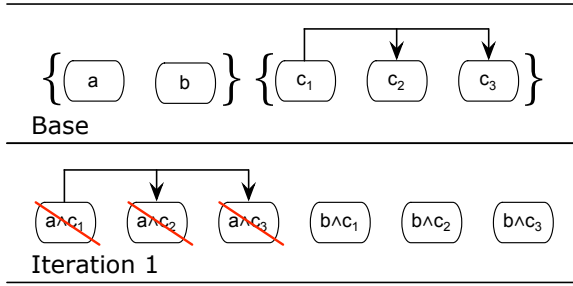 { a b } { c₁ c₂ c₃ }
Base
a∧c₁ a∧c₂ a∧c₃ b∧c₁ b∧c₂ b∧c₃
Iteration 1